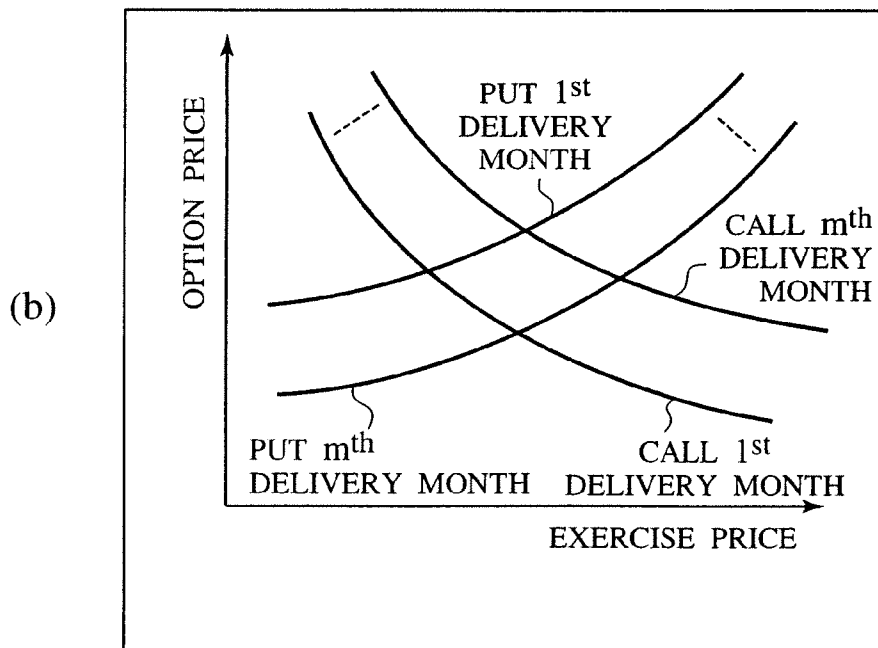 (b)
OPTION PRICE
PUT 1st
DELIVERY
MONTH
CALL mth
DELIVERY
MONTH
PUT mth
DELIVERY MONTH
CALL 1st
DELIVERY MONTH
EXERCISE PRICE